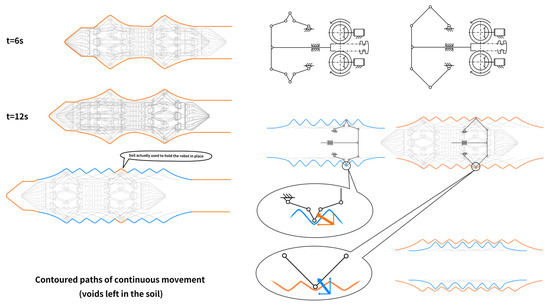 t=6s
t=12s
Soil actually used to hold the robot in place
Contoured paths of continuous movement
(voids left in the soil)